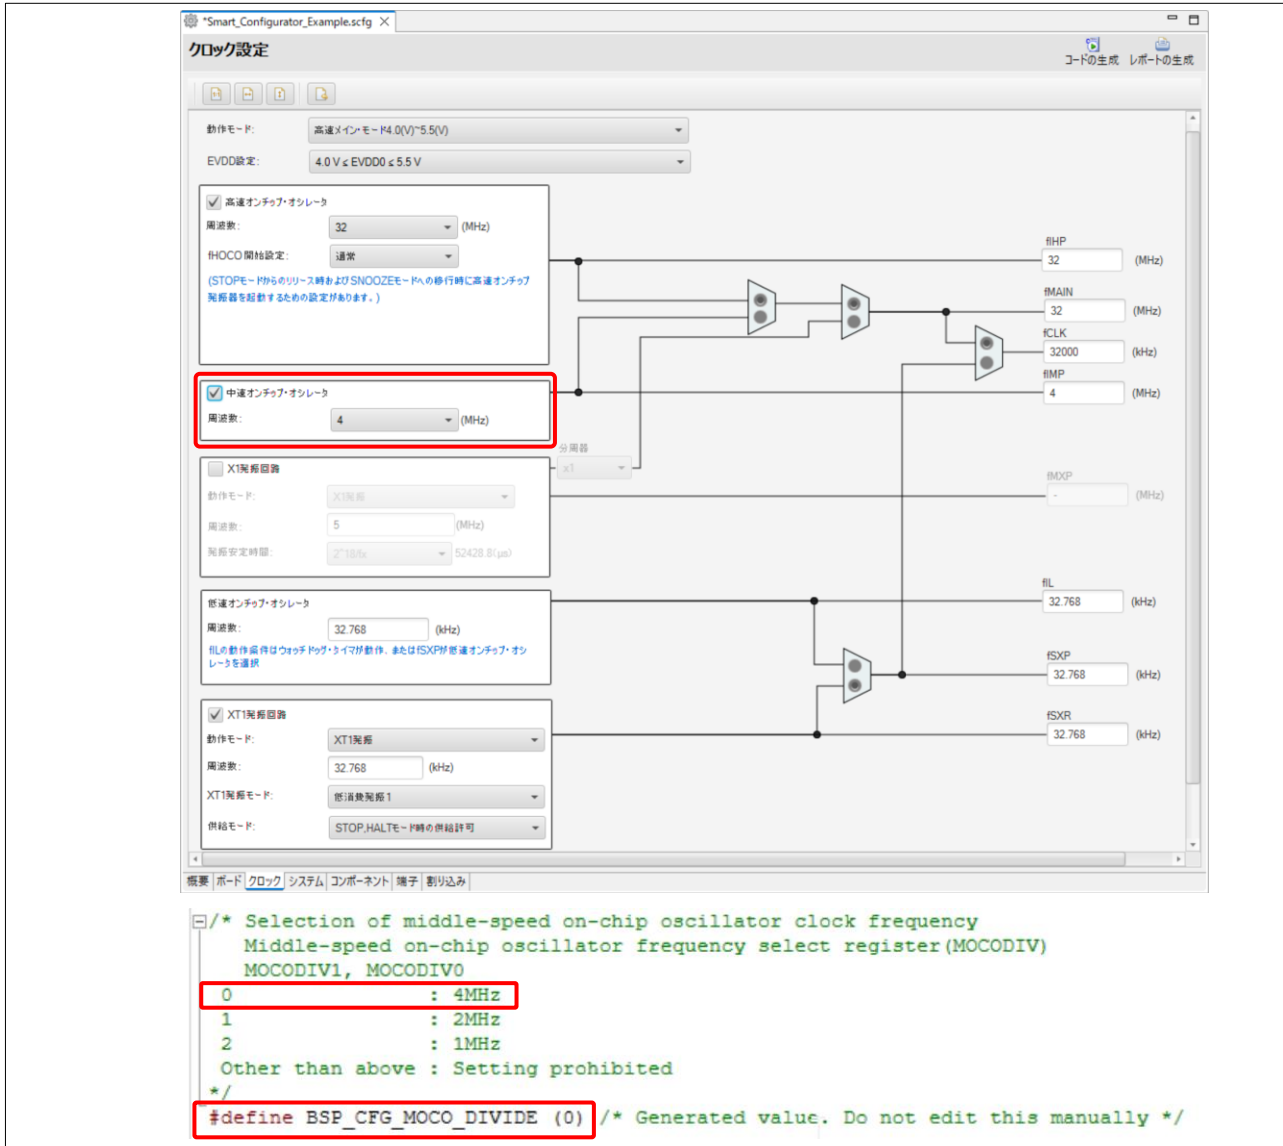 *Smart_Configurator_Example.scfg
クロック設定
コードの生成 レポートの生成
動作モード: 高速メイン・モード4.0(V)~5.5(V)
EVDD設定: 4.0 V ≤ EVDD0 ≤ 5.5 V
高速オンチップ・オシレータ
周波数: 32 (MHz)
fHOCO開始設定: 通常
(STOPモードからのリリース時およびSNOOZEモードへの移行時に高速オンチップ
発振器を起動するための設定があります。)
fIHP
32 (MHz)
fMAIN
32 (MHz)
fCLK
32000 (kHz)
fIMP
4 (MHz)
中速オンチップ・オシレータ
周波数: 4 (MHz)
分周器
x1
X1発振回路
動作モード: X1発振
周波数: 5 (MHz)
発振安定時間: 2^18/fx 52428.8(μs)
fMXP
- (MHz)
低速オンチップ・オシレータ
周波数: 32.768 (kHz)
fILの動作条件はウォッチドッグ・タイマが動作、またはfSXPが低速オンチップ・オシ
レータを選択
fIL
32.768 (kHz)
fSXP
32.768 (kHz)
fSXR
32.768 (kHz)
XT1発振回路
動作モード: XT1発振
周波数: 32.768 (kHz)
XT1発振モード: 低消費発振1
供給モード: STOP,HALTモード時の供給許可
概要 ボード クロック システム コンポーネント 端子 割り込み
/* Selection of middle-speed on-chip oscillator clock frequency
Middle-speed on-chip oscillator frequency select register(MOCODIV)
MOCODIV1, MOCODIV0
0 : 4MHz
1 : 2MHz
2 : 1MHz
Other than above : Setting prohibited
*/
#define BSP_CFG_MOCO_DIVIDE (0) /* Generated value. Do not edit this manually */